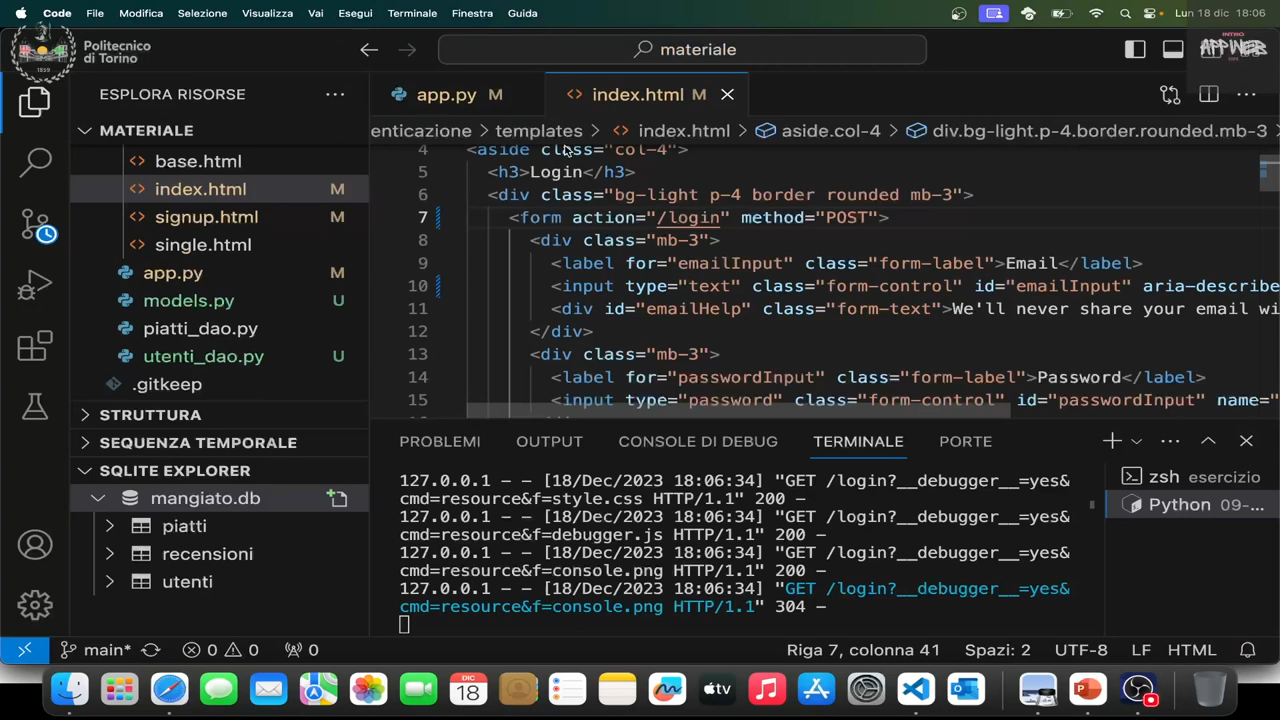 Code File Modifica Selezione Visualizza Vai Esegui Terminale Finestra Guida Lun 18 dic 18:06
Politecnico
di Torino
1859
materiale
INTRO
APPWEB
ESPLORA RISORSE
app.py M
index.html M
MATERIALE
enticazione > templates > index.html > aside.col-4 > div.bg-light.p-4.border.rounded.mb-3 >
base.html
index.html M
signup.html M
single.html
app.py M
models.py U
piatti_dao.py
utenti_dao.py U
.gitkeep
STRUTTURA
SEQUENZA TEMPORALE
SQLITE EXPLORER
mangiato.db
piatti
recensioni
utenti
4 <aside class="col-4">
5 <h3>Login</h3>
6 <div class="bg-light p-4 border rounded mb-3">
7 <form action="/login" method="POST">
8 <div class="mb-3">
9 <label for="emailInput" class="form-label">Email</label>
10 <input type="text" class="form-control" id="emailInput" aria-describe
11 <div id="emailHelp" class="form-text">We'll never share your email wi
12 </div>
13 <div class="mb-3">
14 <label for="passwordInput" class="form-label">Password</label>
15 <input type="password" class="form-control" id="passwordInput" name="
PROBLEMI OUTPUT CONSOLE DI DEBUG TERMINALE PORTE
127.0.0.1 - - [18/Dec/2023 18:06:34] "GET /login?__debugger__=yes&
cmd=resource&f=style.css HTTP/1.1" 200 -
127.0.0.1 - - [18/Dec/2023 18:06:34] "GET /login?__debugger__=yes&
cmd=resource&f=debugger.js HTTP/1.1" 200 -
127.0.0.1 - - [18/Dec/2023 18:06:34] "GET /login?__debugger__=yes&
cmd=resource&f=console.png HTTP/1.1" 200 -
127.0.0.1 - - [18/Dec/2023 18:06:34] "GET /login?__debugger__=yes&
cmd=resource&f=console.png HTTP/1.1" 304 -
zsh esercizio
Python 09-...
main* 0 0 0 Riga 7, colonna 41 Spazi: 2 UTF-8 LF HTML
DIC
18
tv